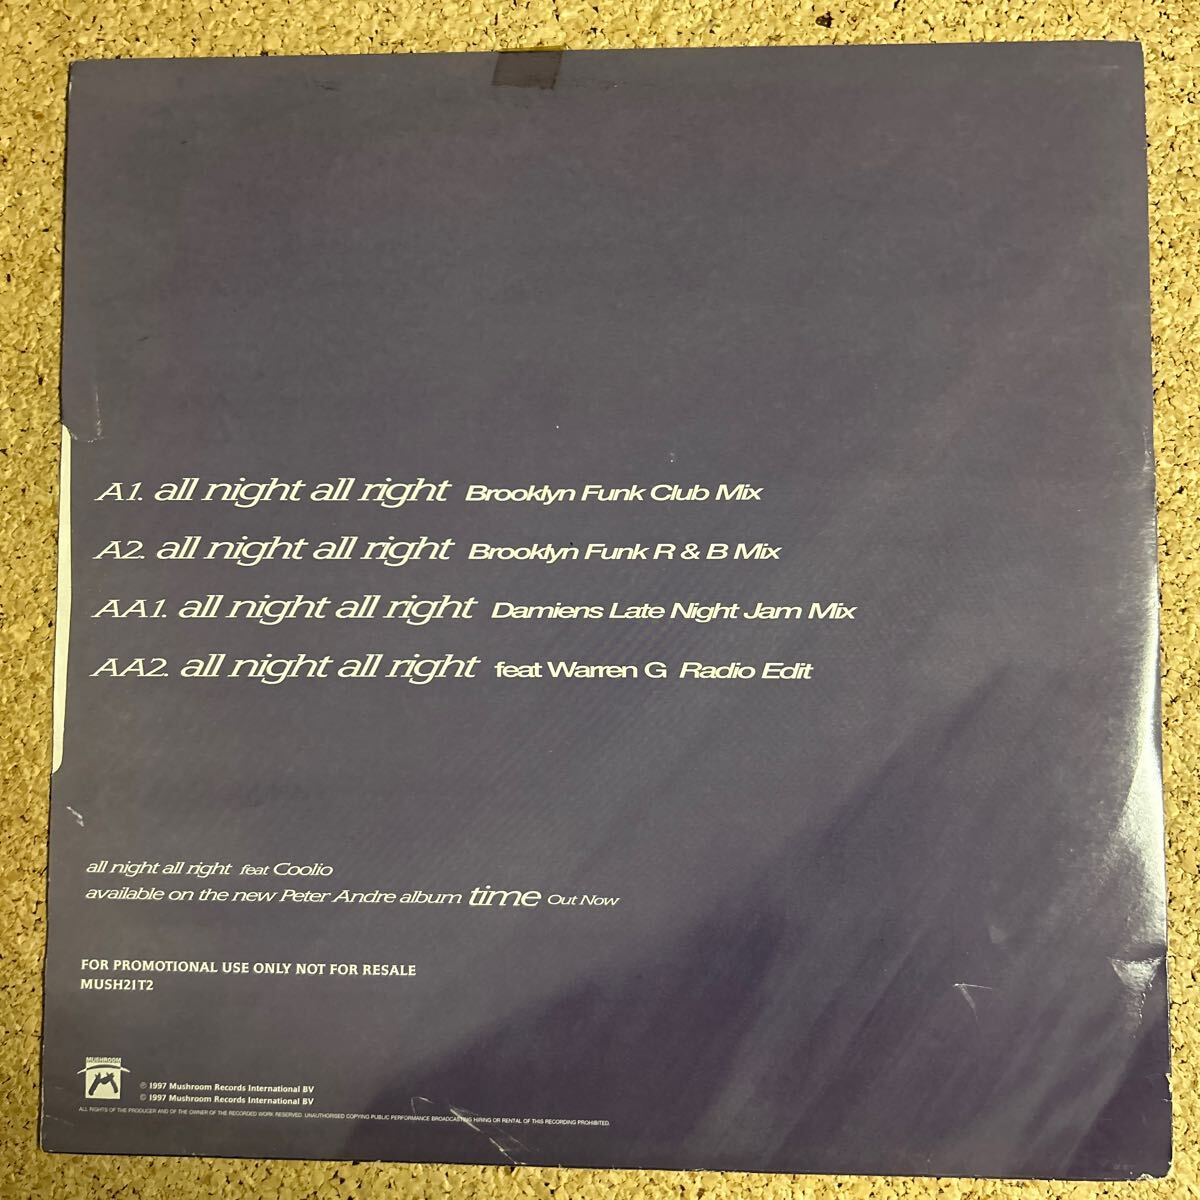 A1. all night all right Brooklyn Funk Club Mix
A2. all night all right Brooklyn Funk R & B Mix
AA1. all night all right Damiens Late Night Jam Mix
AA2. all night all right feat Warren G Radio Edit
all night all right feat Coolio
available on the new Peter Andre album time Out Now
FOR PROMOTIONAL USE ONLY NOT FOR RESALE
MUSH21T2
MUSHROOM
℗ 1997 Mushroom Records International BV
© 1997 Mushroom Records International BV
ALL RIGHTS OF THE PRODUCER AND OF THE OWNER OF THE RECORDED WORK RESERVED. UNAUTHORISED COPYING PUBLIC PERFORMANCE BROADCASTING HIRING OR RENTAL OF THIS RECORDING PROHIBITED.